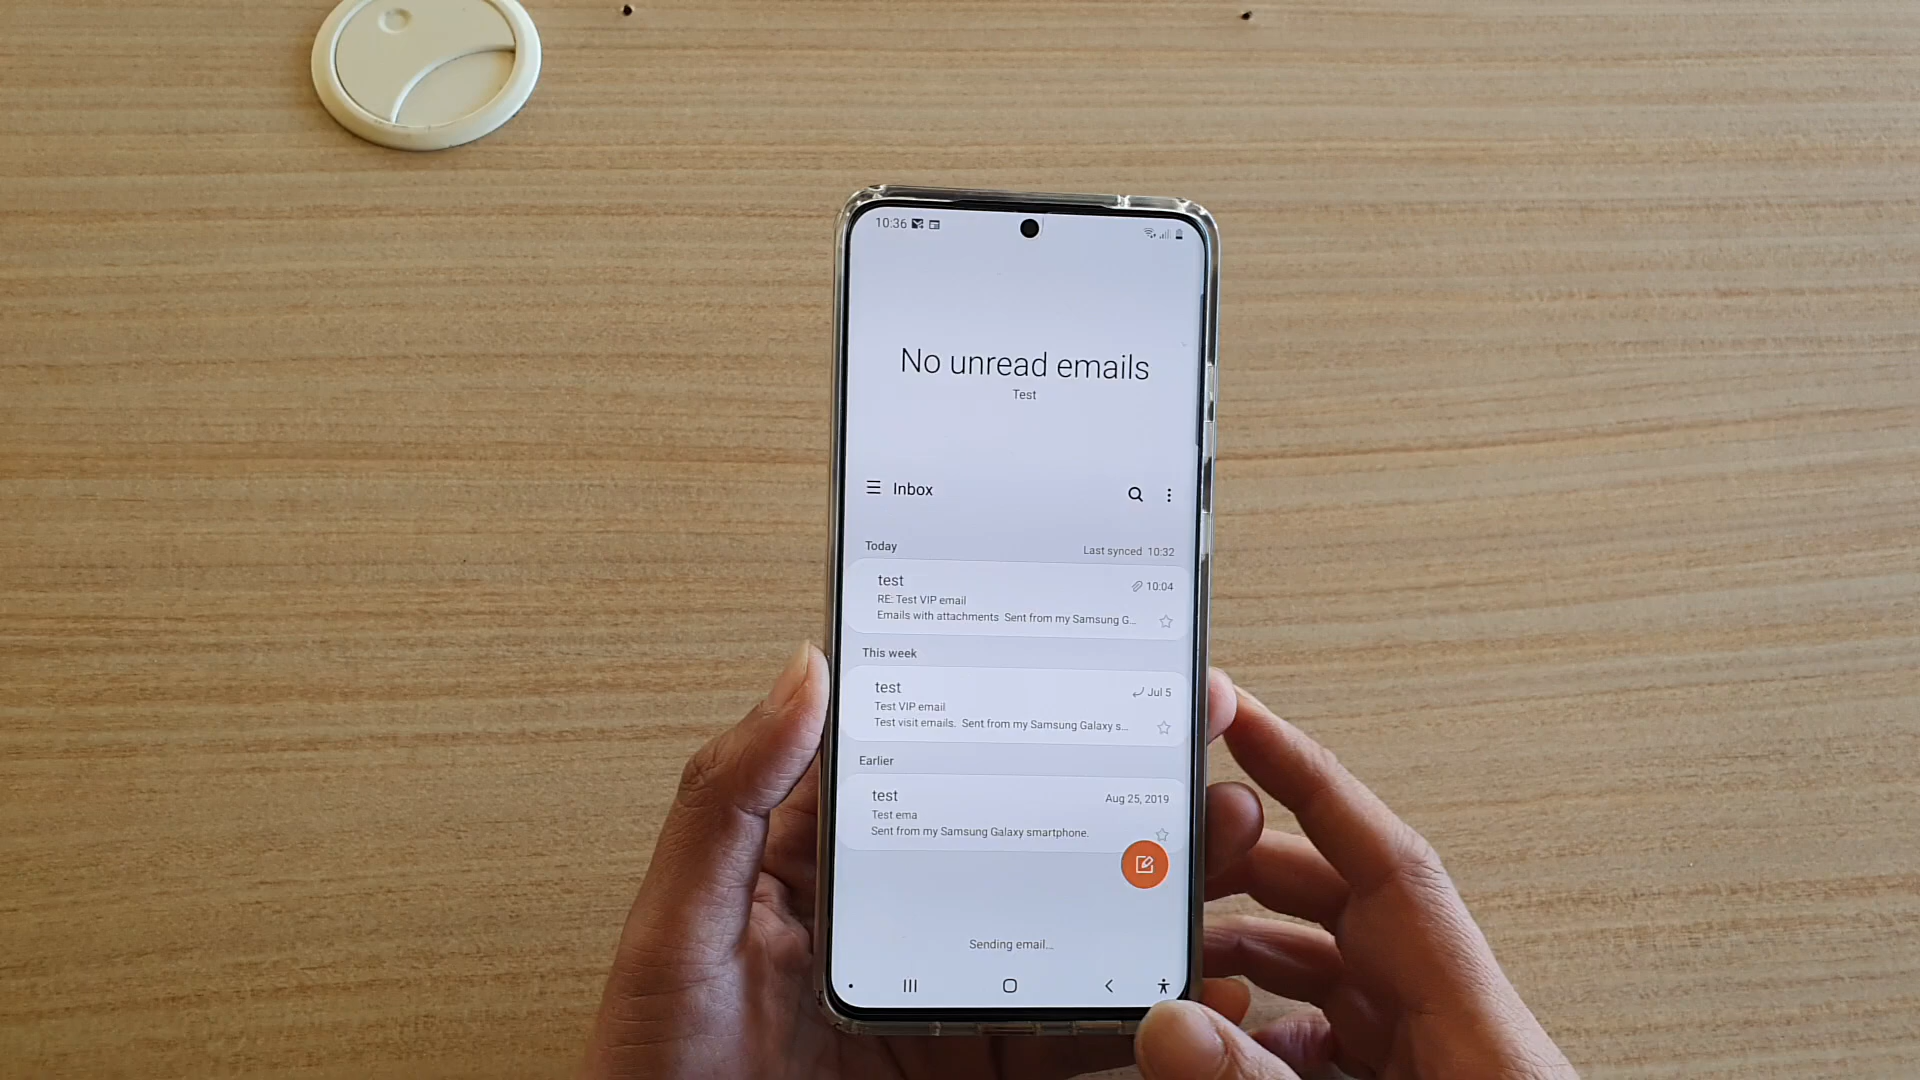 10:36
No unread emails
Test
Inbox
Today
Last synced 10:32
test
10:04
RE: Test VIP email
Emails with attachments Sent from my Samsung G...
This week
test
Jul 5
Test VIP email
Test visit emails. Sent from my Samsung Galaxy s...
Earlier
test
Aug 25, 2019
Test ema
Sent from my Samsung Galaxy smartphone.
Sending email...